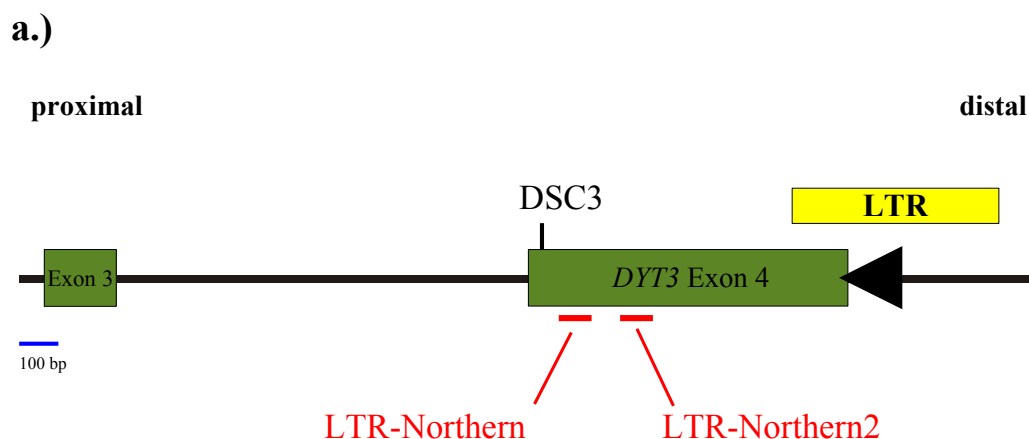 a.)
proximal distal
DSC3
LTR
Exon 3
DYT3 Exon 4
100 bp
LTR-Northern LTR-Northern2